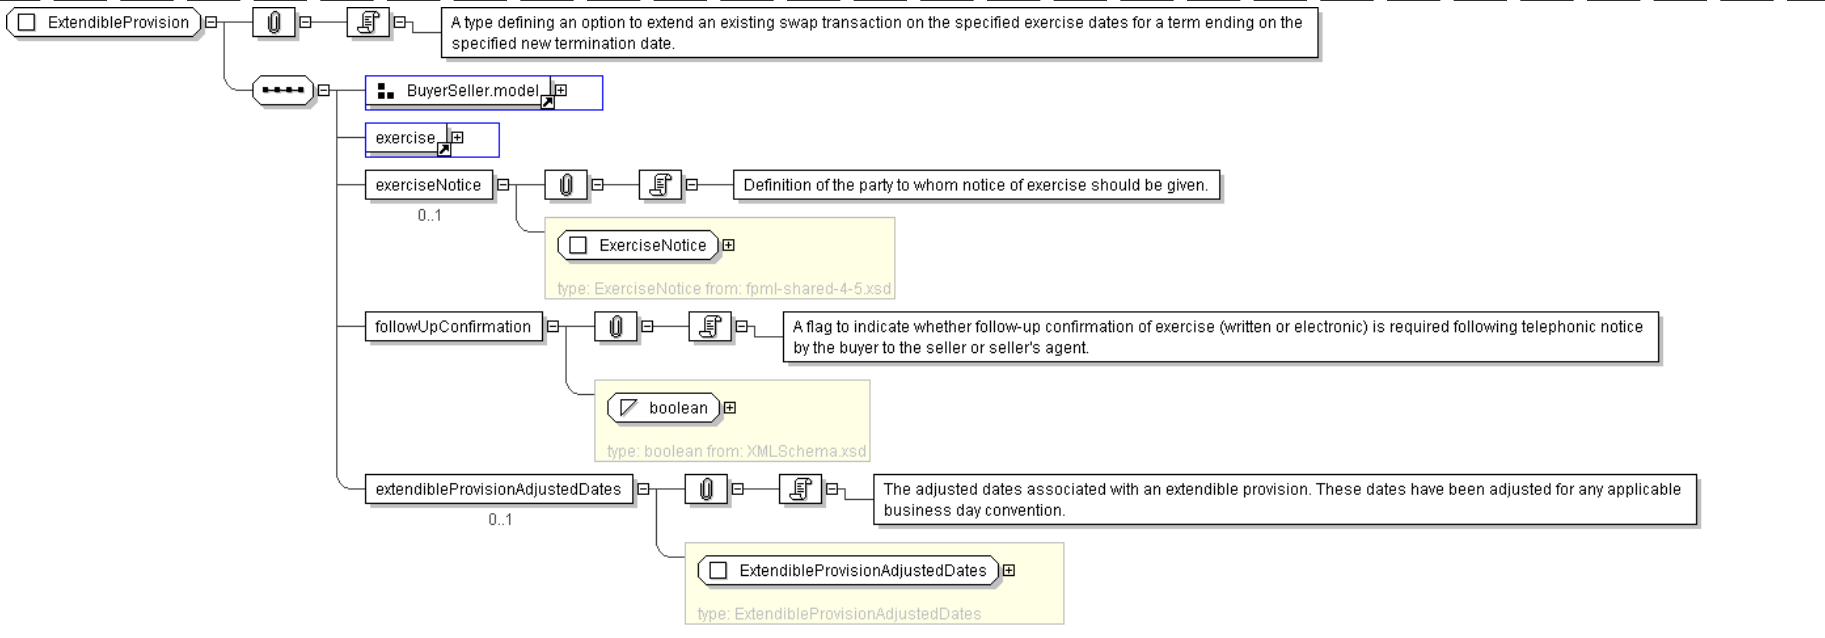 ExtendibleProvision
A type defining an option to extend an existing swap transaction on the specified exercise dates for a term ending on the
specified new termination date.
BuyerSeller.model
exercise
exerciseNotice
Definition of the party to whom notice of exercise should be given.
0..1
ExerciseNotice
type: ExerciseNotice from: fpml-shared-4-5.xsd
followUpConfirmation
A flag to indicate whether follow-up confirmation of exercise (written or electronic) is required following telephonic notice
by the buyer to the seller or seller's agent.
boolean
type: boolean from: XMLSchema.xsd
extendibleProvisionAdjustedDates
The adjusted dates associated with an extendible provision. These dates have been adjusted for any applicable
business day convention.
0..1
ExtendibleProvisionAdjustedDates
type: ExtendibleProvisionAdjustedDates